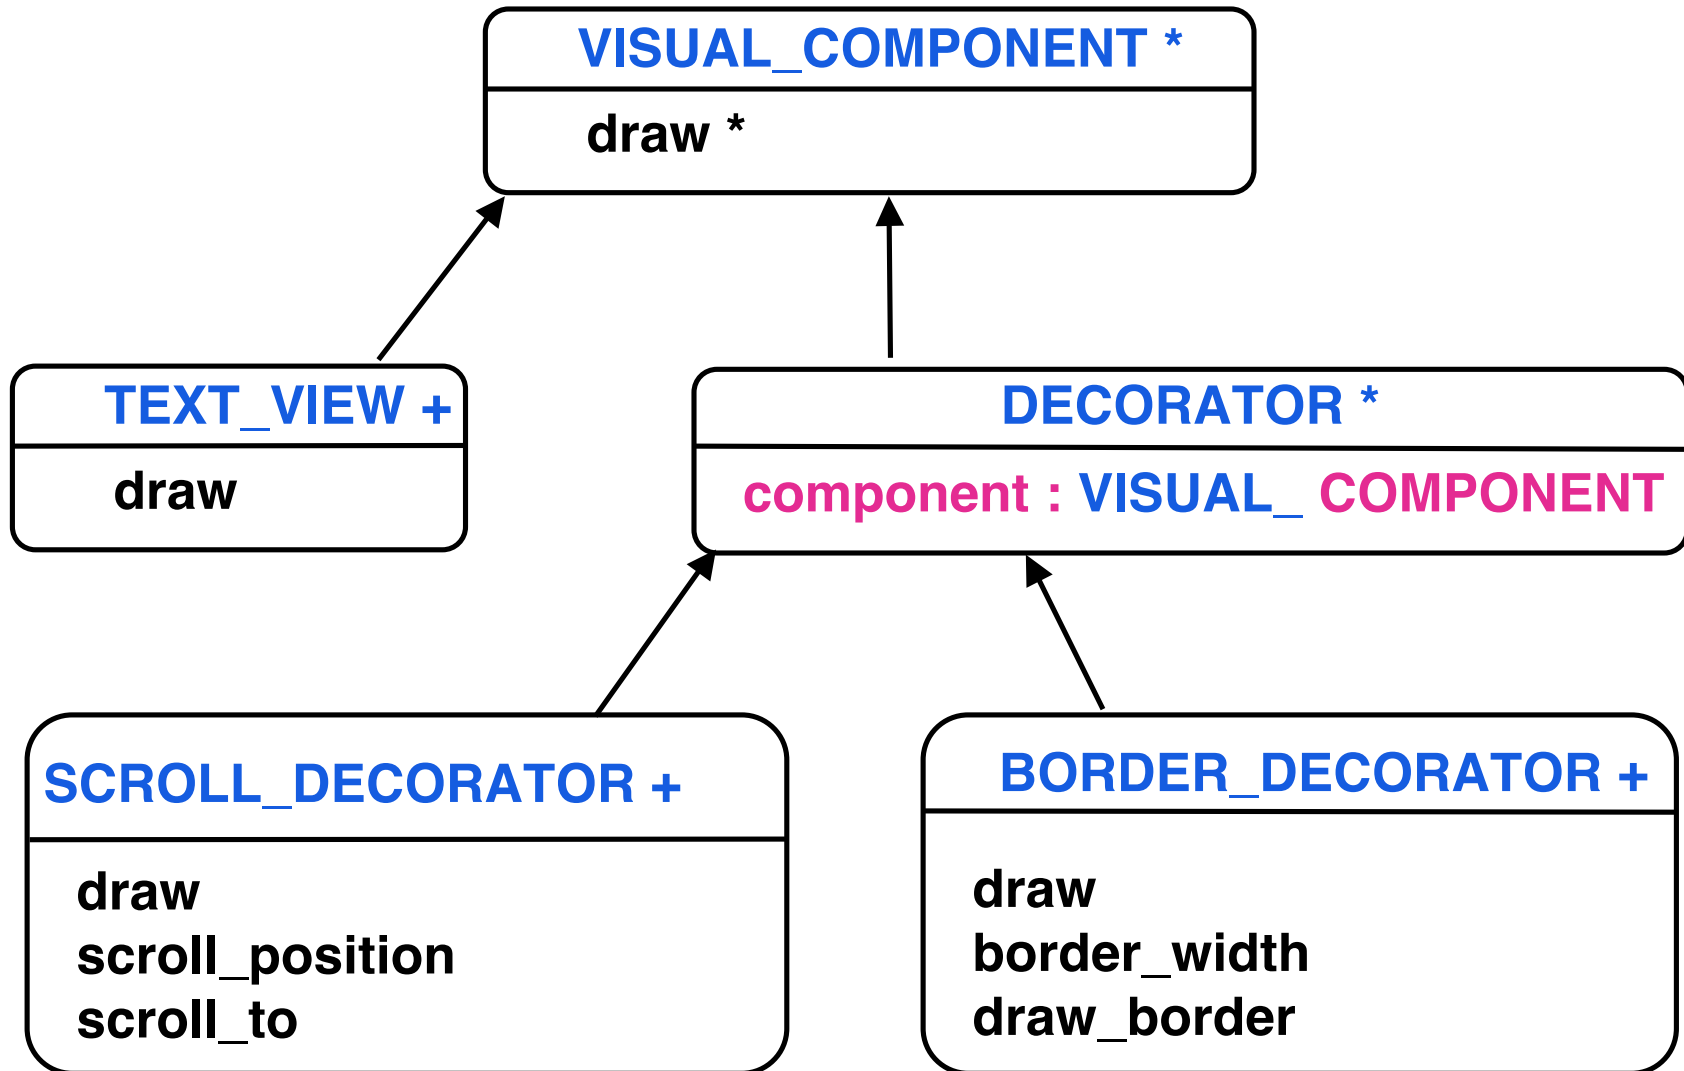 VISUAL_COMPONENT *
draw *
TEXT_VIEW +
draw
DECORATOR *
component : VISUAL_ COMPONENT
SCROLL_DECORATOR +
draw
scroll_position
scroll_to
BORDER_DECORATOR +
draw
border_width
draw_border